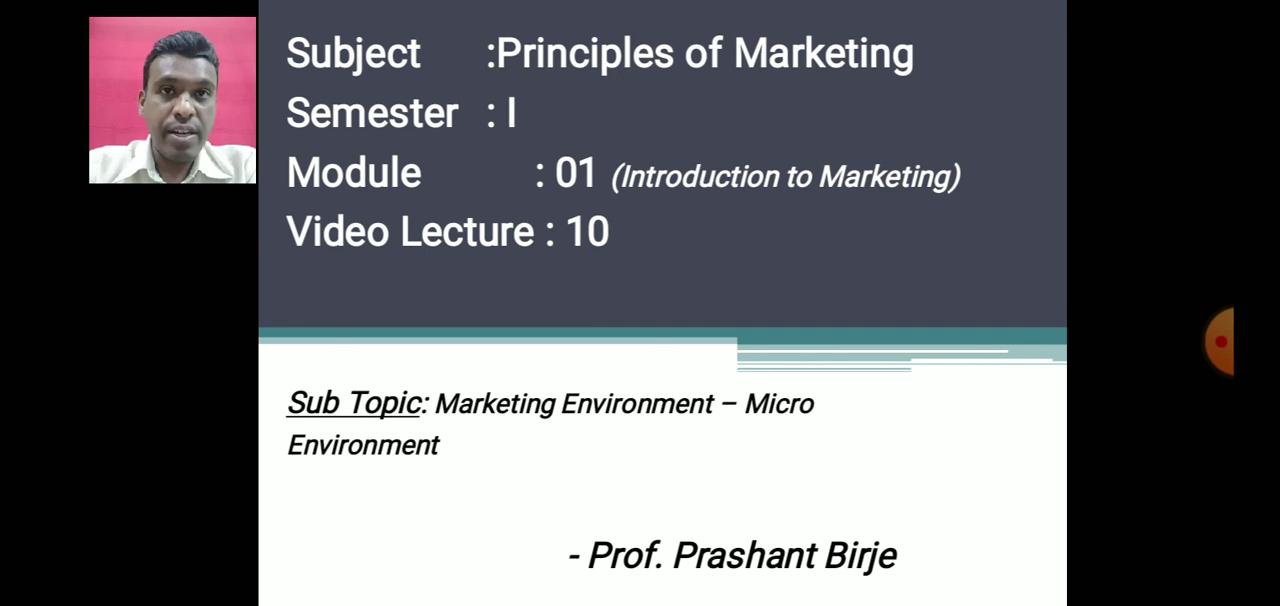 Subject :Principles of Marketing
Semester : I
Module : 01 (Introduction to Marketing)
Video Lecture : 10
Sub Topic: Marketing Environment – Micro
Environment
- Prof. Prashant Birje